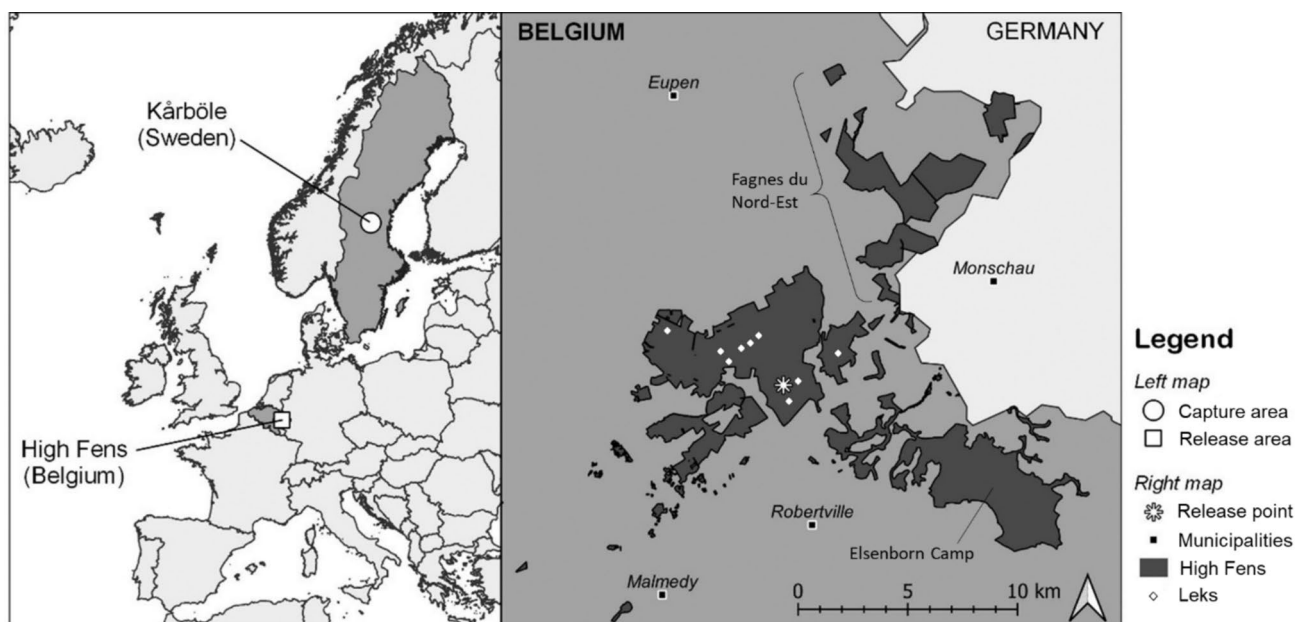 Kårböle
(Sweden)
High Fens
(Belgium)
BELGIUM
GERMANY
Eupen
Fagnes du
Nord-Est
Monschau
Robertville
Elsenborn Camp
Malmedy
0 5 10 km
Legend
Left map
Capture area
Release area
Right map
Release point
Municipalities
High Fens
Leks